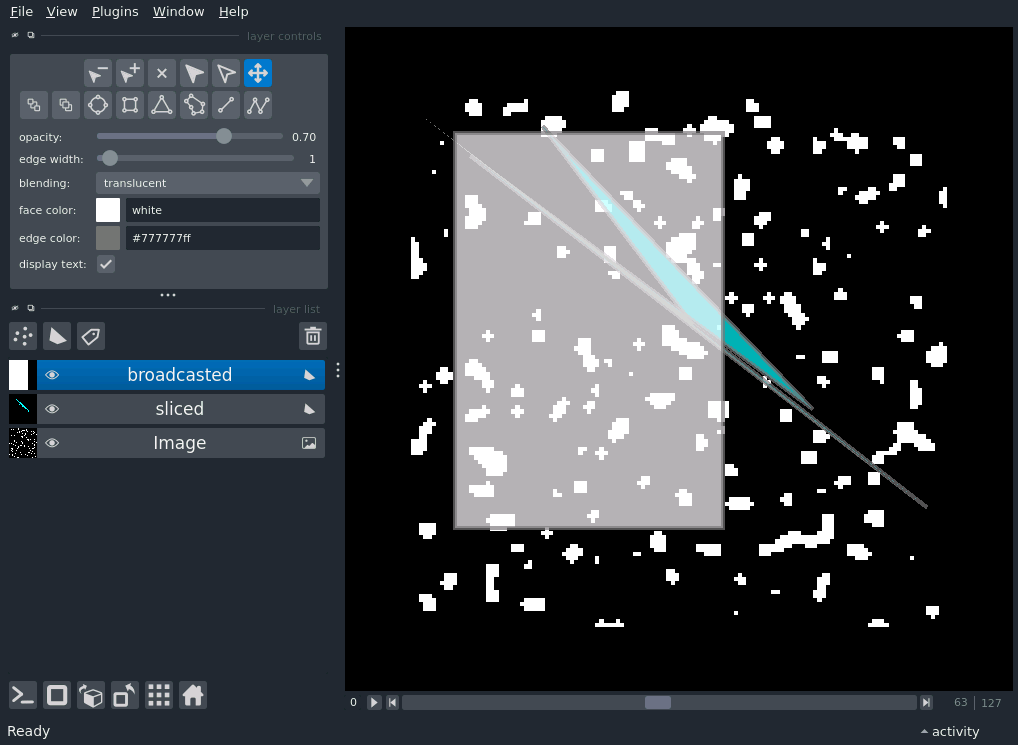 File View Plugins Window Help
layer controls
opacity: 0.70
edge width: 1
blending: translucent
face color: white
edge color: #777777ff
display text:
layer list
broadcasted
sliced
Image
0 63 127
Ready activity